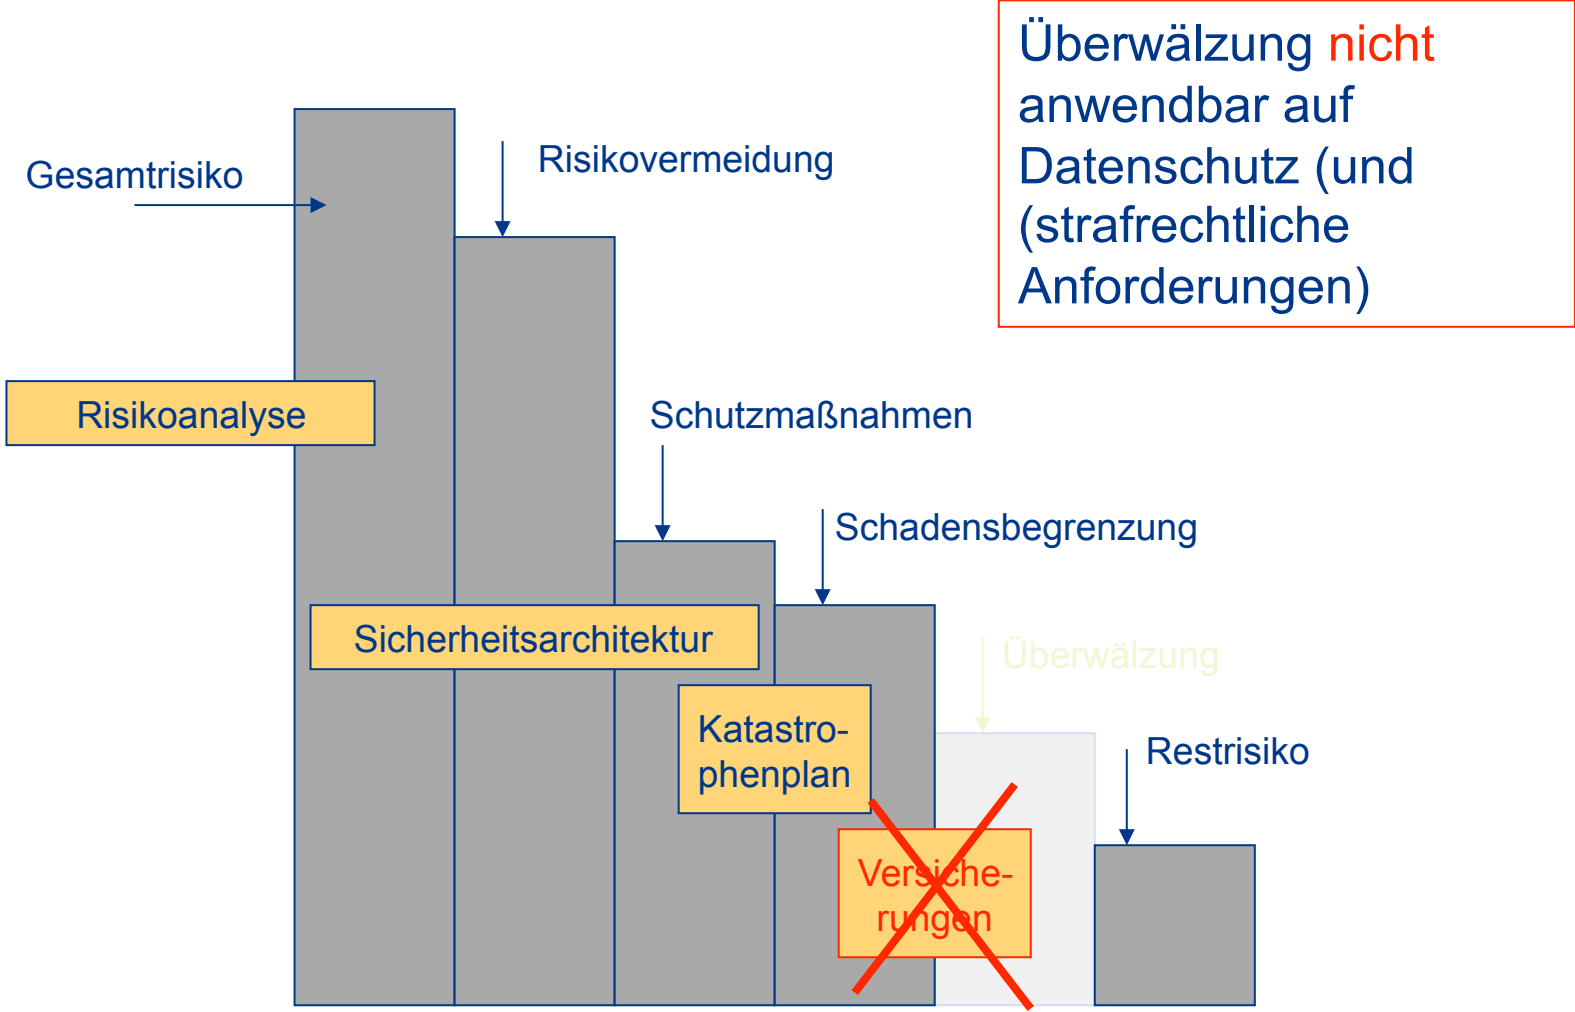 Überwälzung nicht
anwendbar auf
Datenschutz (und
(strafrechtliche
Anforderungen)
Risikovermeidung
Gesamtrisiko
Risikoanalyse
Schutzmaßnahmen
Schadensbegrenzung
Sicherheitsarchitektur
Überwälzung
Katastro-
phenplan
Restrisiko
Versiche-
rungen